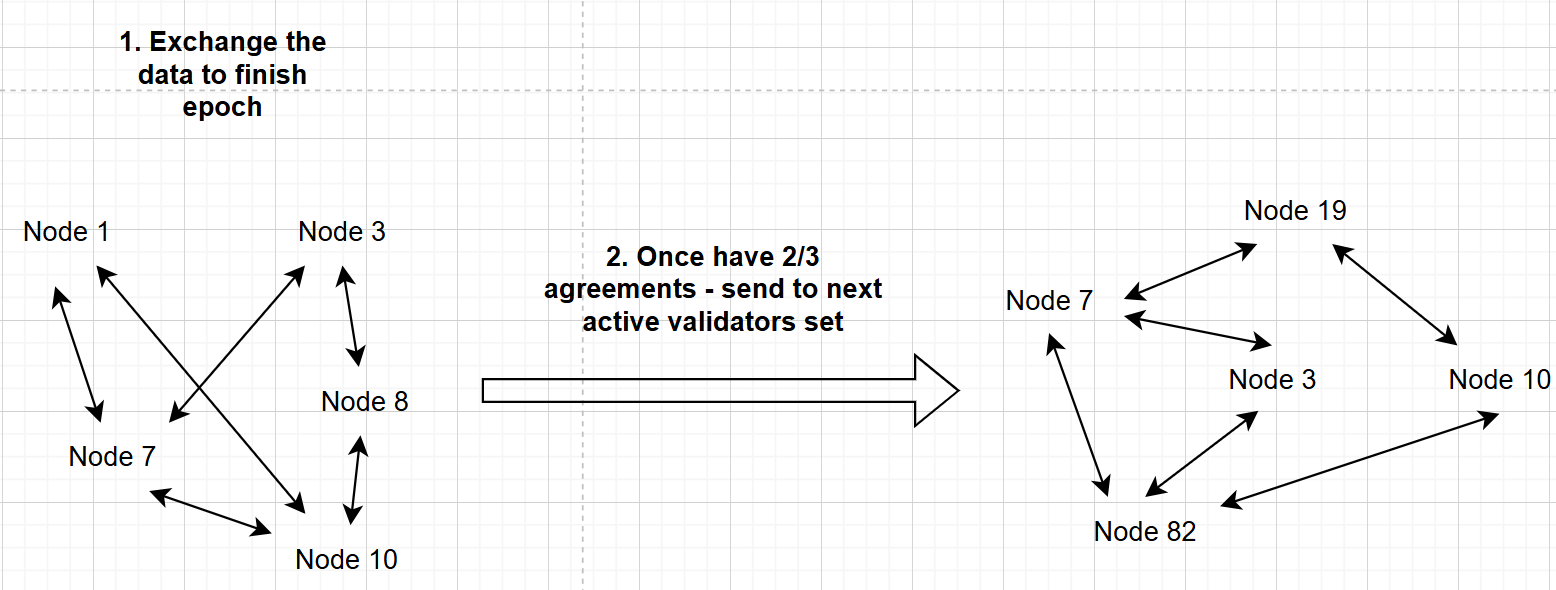 1. Exchange the
data to finish
epoch
Node 1
Node 3
Node 8
Node 7
Node 10
2. Once have 2/3
agreements - send to next
active validators set
Node 19
Node 7
Node 3
Node 10
Node 82